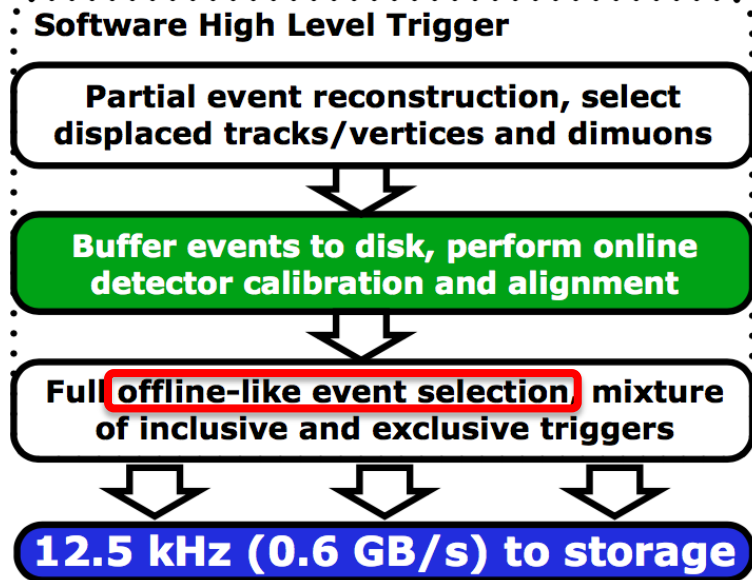 Software High Level Trigger
Partial event reconstruction, select
displaced tracks/vertices and dimuons
Buffer events to disk, perform online
detector calibration and alignment
Full offline-like event selection, mixture
of inclusive and exclusive triggers
12.5 kHz (0.6 GB/s) to storage